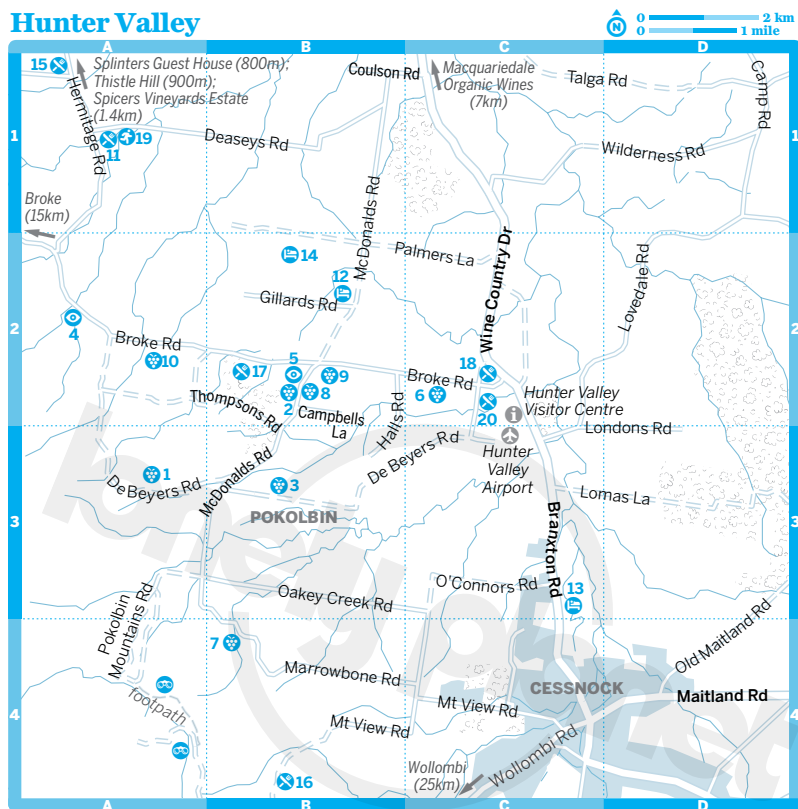 Hunter Valley
0 2 km
0 1 mile
N
A B C D
15
Splinters Guest House (800m);
Thistle Hill (900m);
Spicers Vineyards Estate
(1.4km)
Coulson Rd
Macquariedale
Organic Wines
(7km)
Talga Rd
Camp Rd
Hermitage Rd
19
11
Deaseys Rd
1
1
Wilderness Rd
Broke
(15km)
McDonalds Rd
14
Palmers La
12
Gillards Rd
Wine Country Dr
Lovedale Rd
4
2
2
Broke Rd
10
17
5
9
8
2
Thompsons Rd
Campbells
La
Halls Rd
Broke Rd
6
18
20
Hunter Valley
Visitor Centre
Londons Rd
Hunter
Valley
Airport
De Beyers Rd
1
De Beyers Rd
McDonalds Rd
3
POKOLBIN
Lomas La
3
3
Branxton Rd
O'Connors Rd
13
Oakey Creek Rd
Pokolbin
Mountains Rd
7
Old Maitland Rd
Marrowbone Rd
CESSNOCK
Maitland Rd
footpath
Mt View Rd
4
4
Mt View Rd
Wollombi
(25km)
Wollombi Rd
16
A B C D
lonely planet